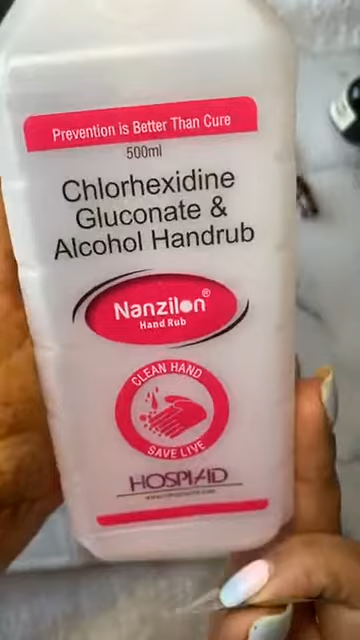 Prevention is Better Than Cure
500ml
Chlorhexidine
Gluconate &
Alcohol Handrub
Nanzilon®
Hand Rub
CLEAN HAND
SAVE LIVE
HOSPIAID